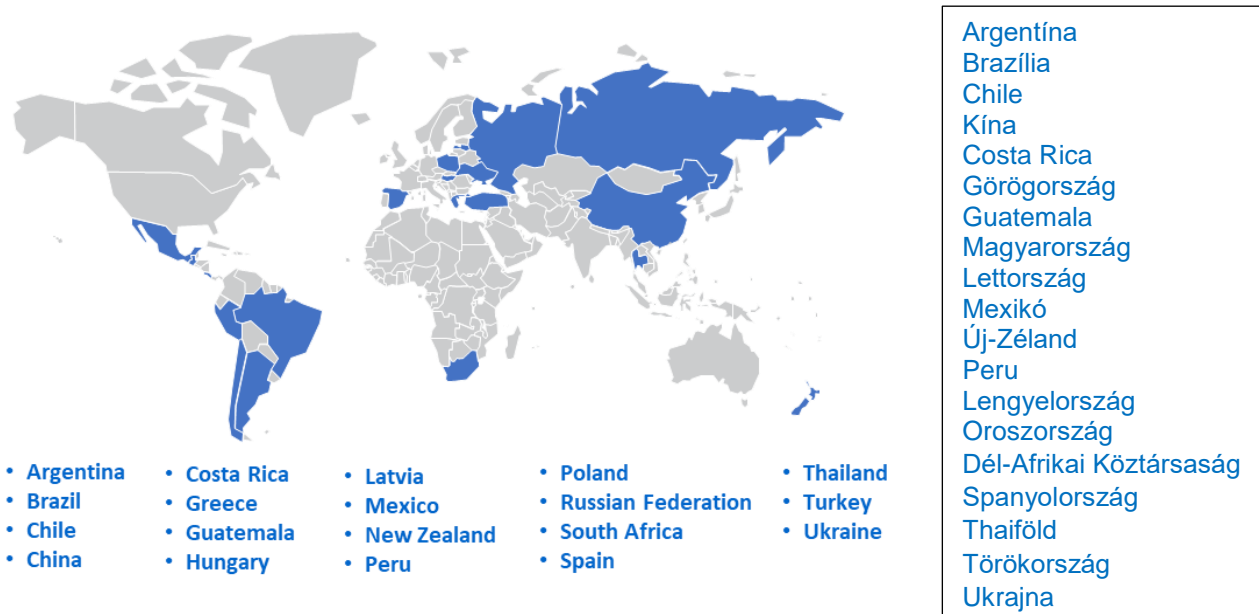 • Argentina
• Brazil
• Chile
• China
• Costa Rica
• Greece
• Guatemala
• Hungary
• Latvia
• Mexico
• New Zealand
• Peru
• Poland
• Russian Federation
• South Africa
• Spain
• Thailand
• Turkey
• Ukraine
Argentína
Brazília
Chile
Kína
Costa Rica
Görögország
Guatemala
Magyarország
Lettország
Mexikó
Új-Zéland
Peru
Lengyelország
Oroszország
Dél-Afrikai Köztársaság
Spanyolország
Thaiföld
Törökország
Ukrajna